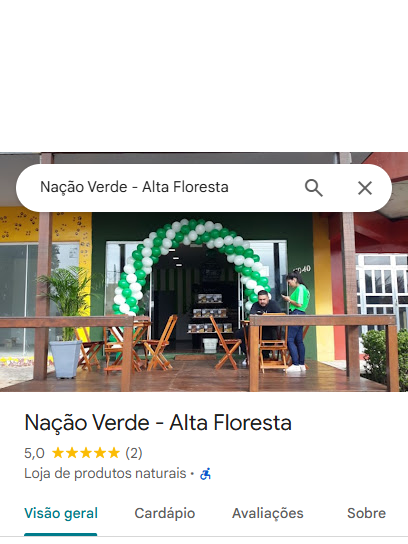 Nação Verde - Alta Floresta
Nação Verde - Alta Floresta
5,0 (2)
Loja de produtos naturais ·
Visão geral Cardápio Avaliações Sobre